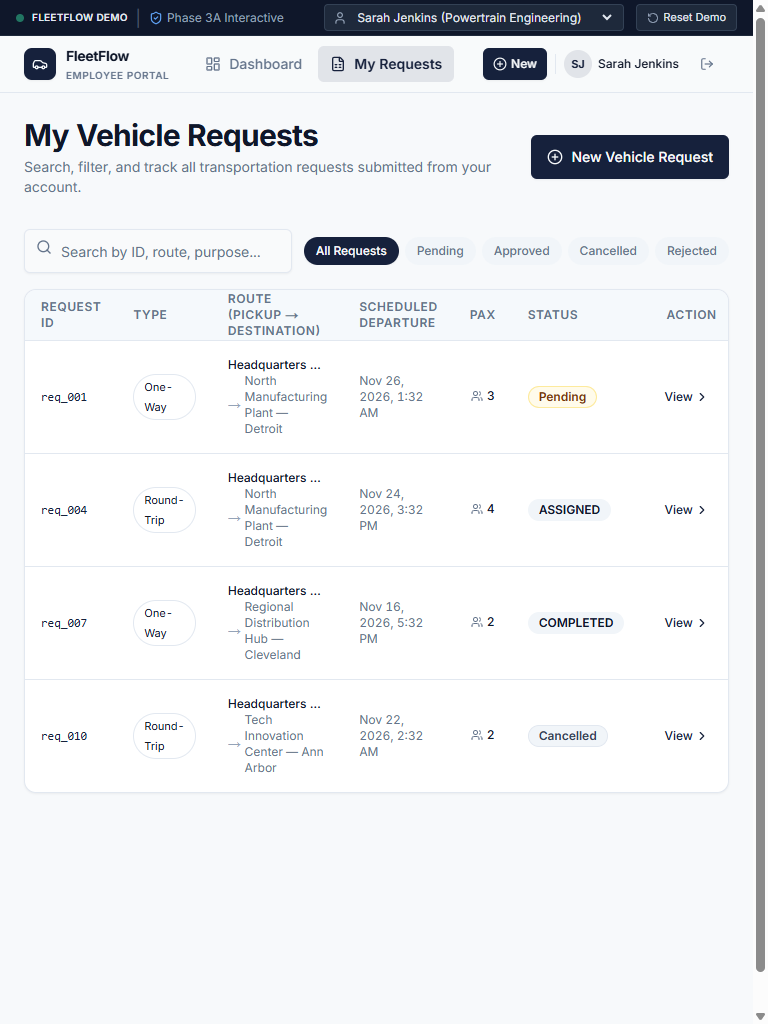 FLEETFLOW DEMO
Phase 3A Interactive
Sarah Jenkins (Powertrain Engineering)
Reset Demo
FleetFlow
EMPLOYEE PORTAL
Dashboard
My Requests
New
SJ
Sarah Jenkins
My Vehicle Requests
Search, filter, and track all transportation requests submitted from your
account.
New Vehicle Request
Search by ID, route, purpose...
All Requests
Pending
Approved
Cancelled
Rejected
REQUEST
ID
TYPE
ROUTE
(PICKUP →
DESTINATION)
SCHEDULED
DEPARTURE
PAX
STATUS
ACTION
req_001
One-
Way
Headquarters ...
→ North
Manufacturing
Plant —
Detroit
Nov 26,
2026, 1:32
AM
3
Pending
View
req_004
Round-
Trip
Headquarters ...
→ North
Manufacturing
Plant —
Detroit
Nov 24,
2026, 3:32
PM
4
ASSIGNED
View
req_007
One-
Way
Headquarters ...
→ Regional
Distribution
Hub —
Cleveland
Nov 16,
2026, 5:32
PM
2
COMPLETED
View
req_010
Round-
Trip
Headquarters ...
→ Tech
Innovation
Center — Ann
Arbor
Nov 22,
2026, 2:32
AM
2
Cancelled
View